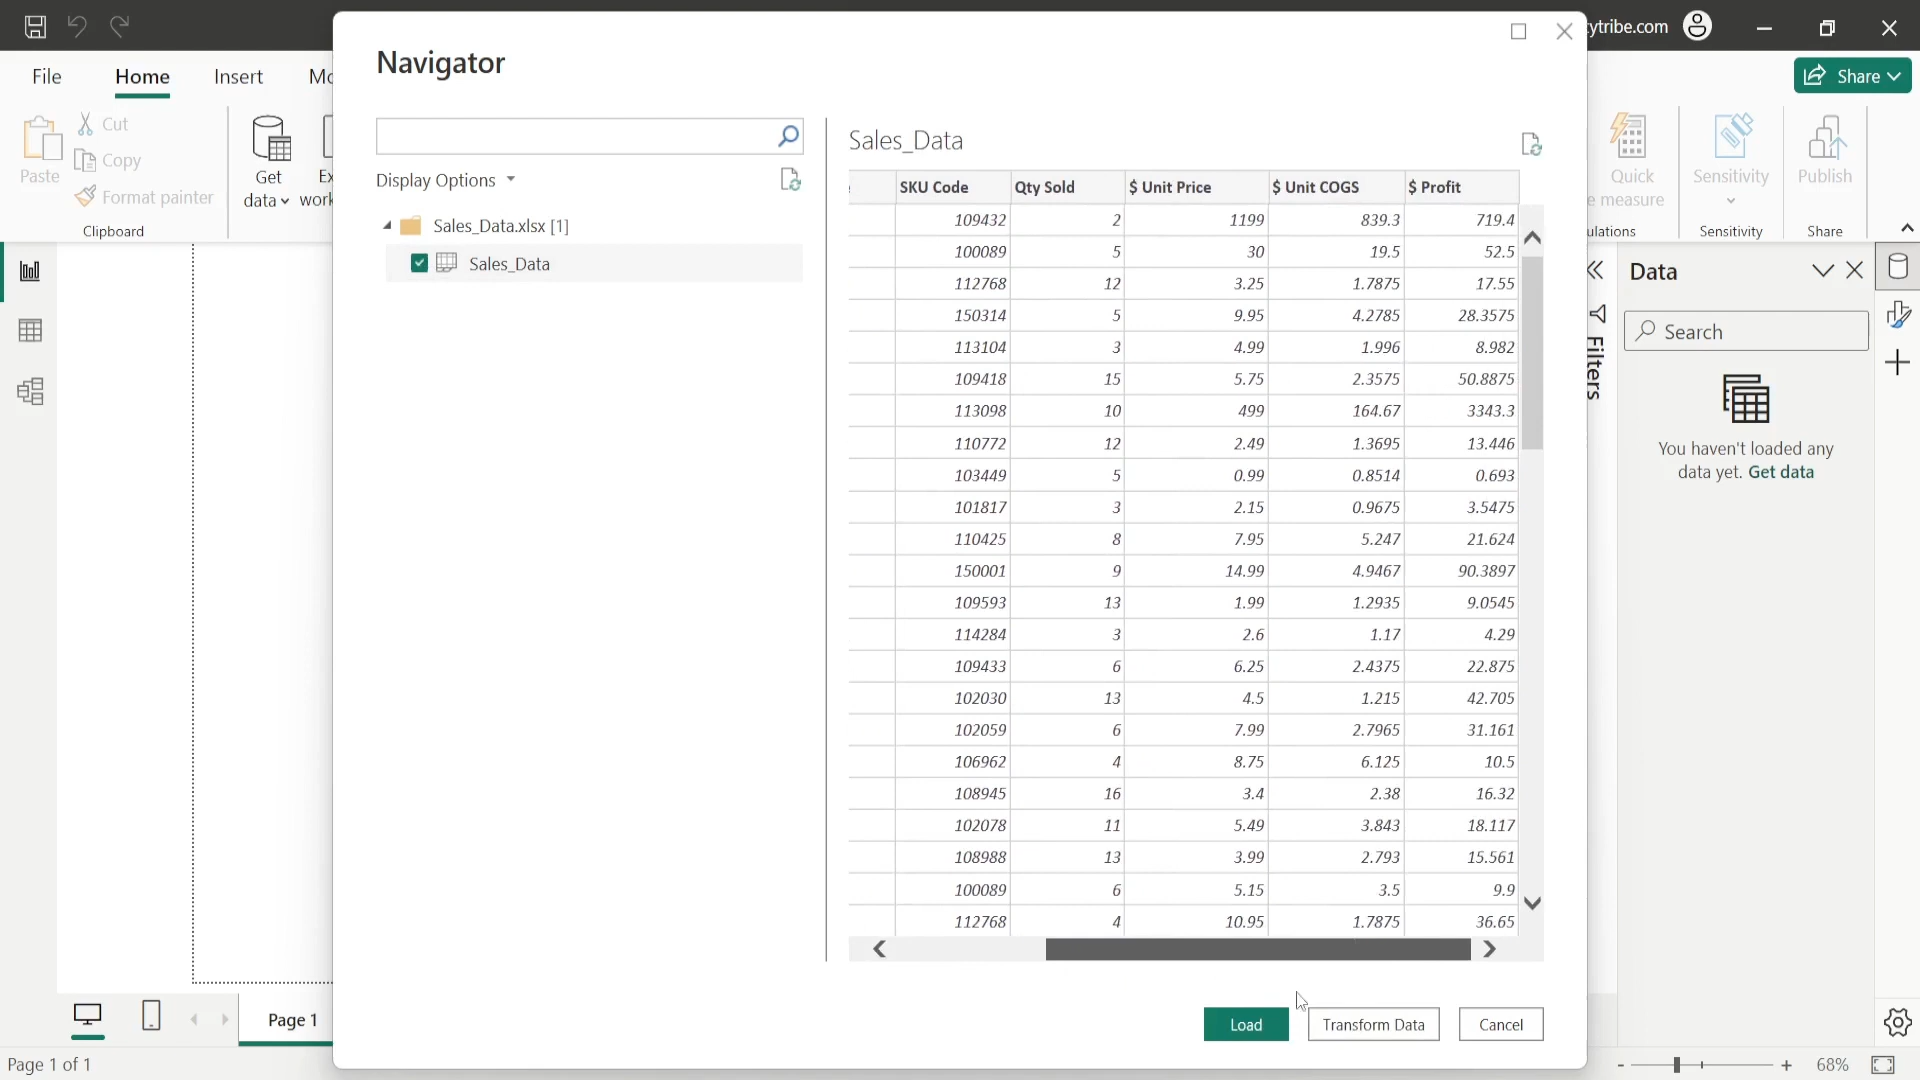 ytribe.com
File Home Insert Mo
Share
Paste
Cut
Copy
Format painter
Clipboard
Get data
Ex
work
Quick
e measure
ulations
Sensitivity
Sensitivity
Publish
Share
Navigator
Display Options
Sales_Data.xlsx [1]
Sales_Data
Sales_Data
SKU Code Qty Sold $ Unit Price $ Unit COGS $ Profit
109432 2 1199 839.3 719.4
100089 5 30 19.5 52.5
112768 12 3.25 1.7875 17.55
150314 5 9.95 4.2785 28.3575
113104 3 4.99 1.996 8.982
109418 15 5.75 2.3575 50.8875
113098 10 499 164.67 3343.3
110772 12 2.49 1.3695 13.446
103449 5 0.99 0.8514 0.693
101817 3 2.15 0.9675 3.5475
110425 8 7.95 5.247 21.624
150001 9 14.99 4.9467 90.3897
109593 13 1.99 1.2935 9.0545
114284 3 2.6 1.17 4.29
109433 6 6.25 2.4375 22.875
102030 13 4.5 1.215 42.705
102059 6 7.99 2.7965 31.161
106962 4 8.75 6.125 10.5
108945 16 3.4 2.38 16.32
102078 11 5.49 3.843 18.117
108988 13 3.99 2.793 15.561
100089 6 5.15 3.5 9.9
112768 4 10.95 1.7875 36.65
Load Transform Data Cancel
Filters
Data
Search
You haven't loaded any
data yet. Get data
Page 1
Page 1 of 1
- + 68%